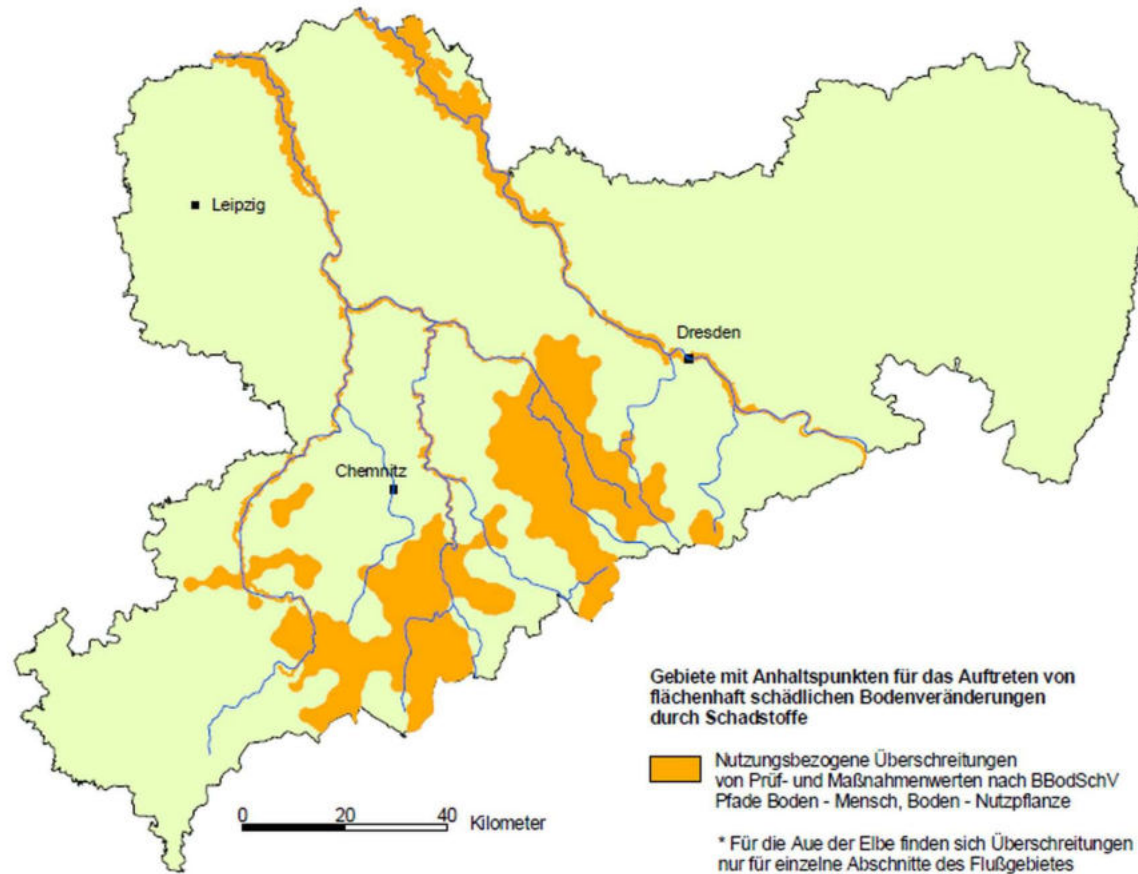 Leipzig
Dresden
Chemnitz
Gebiete mit Anhaltspunkten für das Auftreten von
flächenhaft schädlichen Bodenveränderungen
durch Schadstoffe
Nutzungsbezogene Überschreitungen
von Prüf- und Maßnahmenwerten nach BBodSchV
Pfade Boden - Mensch, Boden - Nutzpflanze
0 20 40
Kilometer
* Für die Aue der Elbe finden sich Überschreitungen
nur für einzelne Abschnitte des Flußgebietes